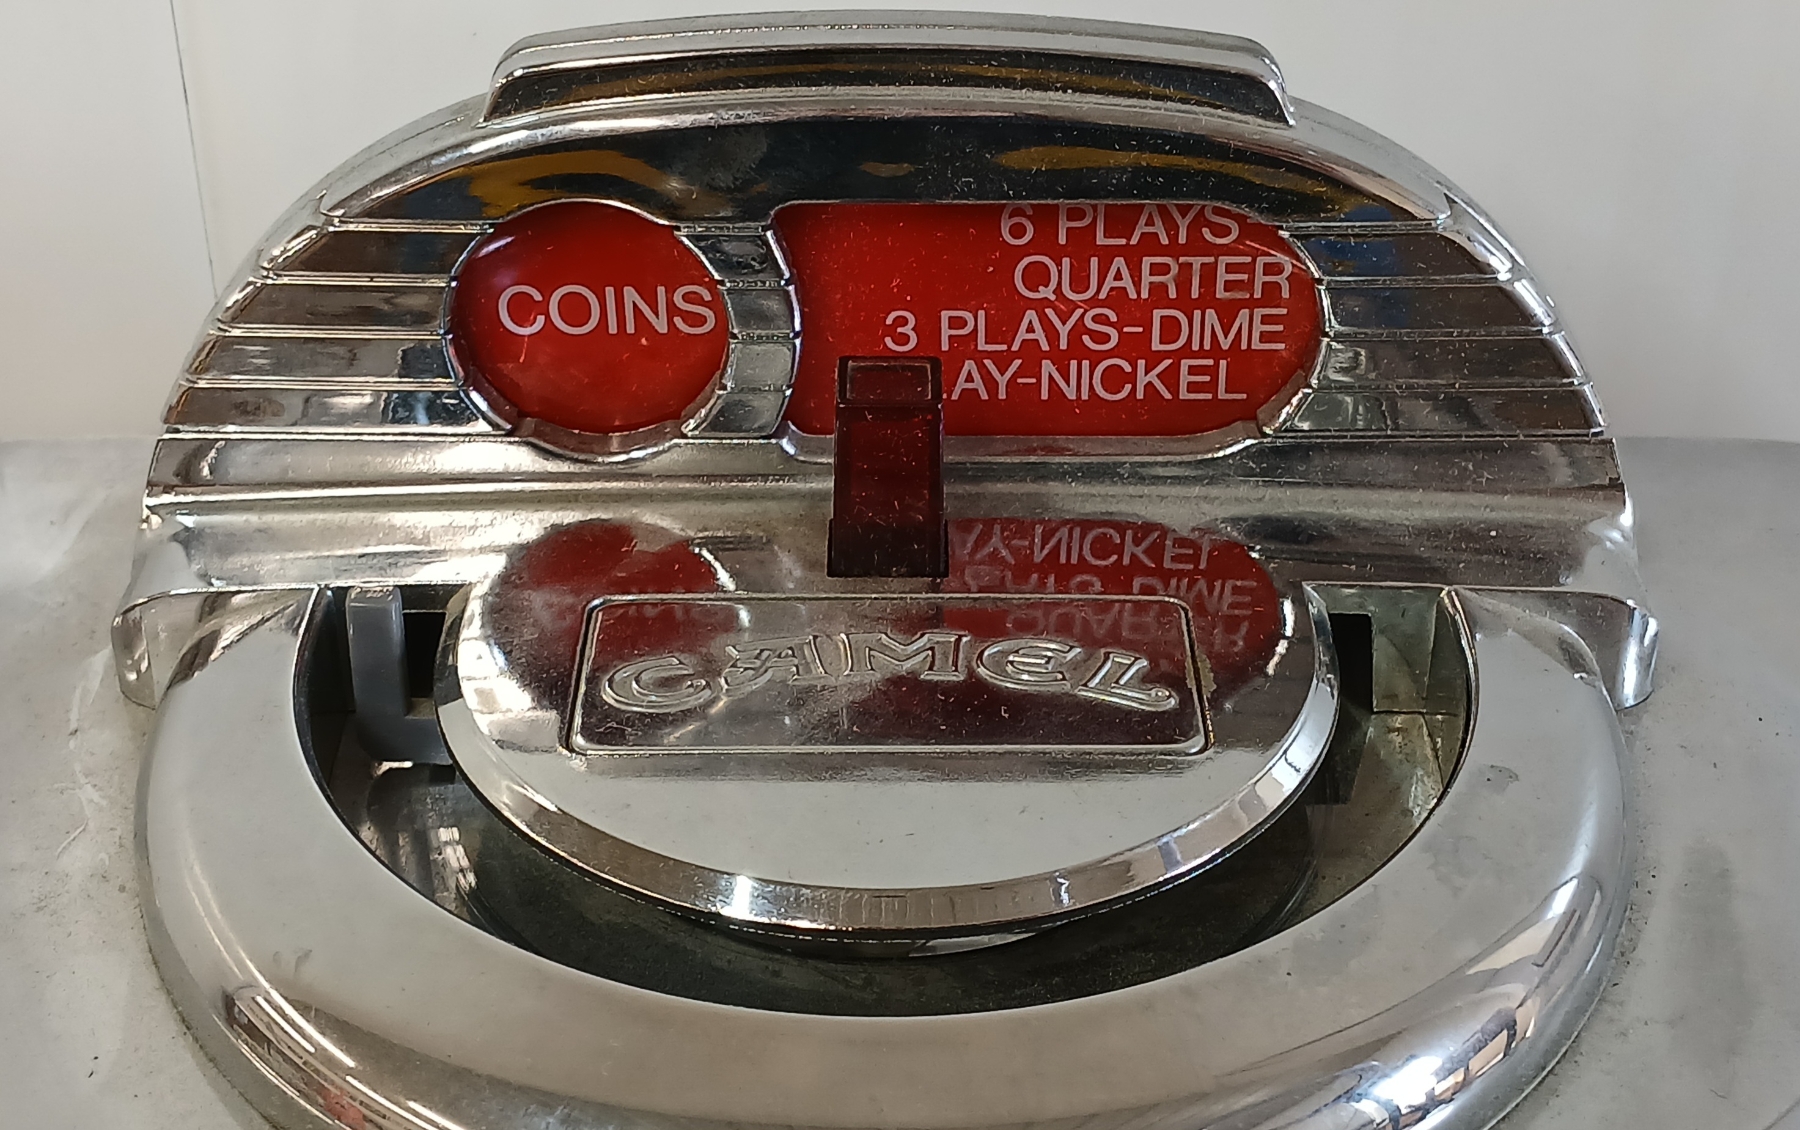 COINS
6 PLAYS-
QUARTER
3 PLAYS-DIME
AY-NICKEL
CAMEL